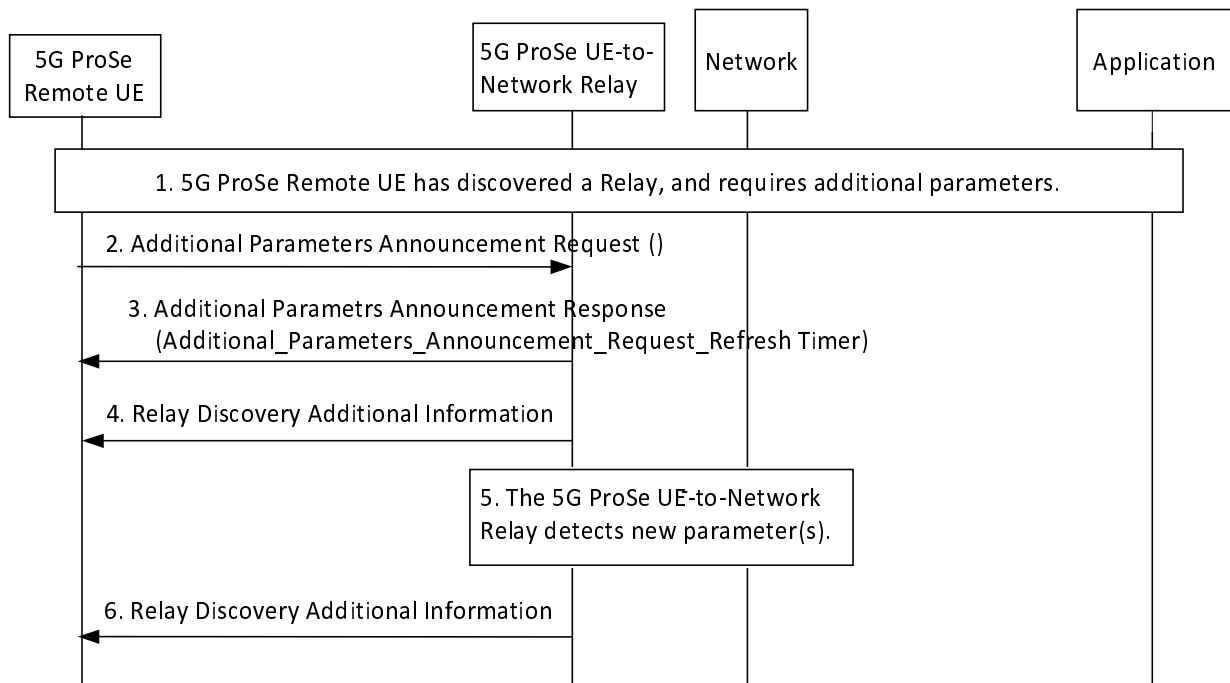 5G ProSe
Remote UE
5G ProSe UE-to-
Network Relay
Network
Application
1. 5G ProSe Remote UE has discovered a Relay, and requires additional parameters.
2. Additional Parameters Announcement Request ()
3. Additional Parametrs Announcement Response
(Additional_Parameters_Announcement_Request_Refresh Timer)
4. Relay Discovery Additional Information
5. The 5G ProSe UE-to-Network
Relay detects new parameter(s).
6. Relay Discovery Additional Information